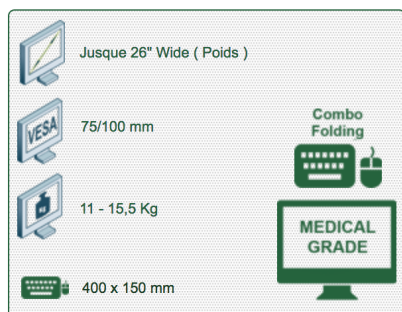 Jusque 26" Wide ( Poids )
VESA
75/100 mm
Combo
Folding
KG
11 - 15,5 Kg
MEDICAL
GRADE
400 x 150 mm